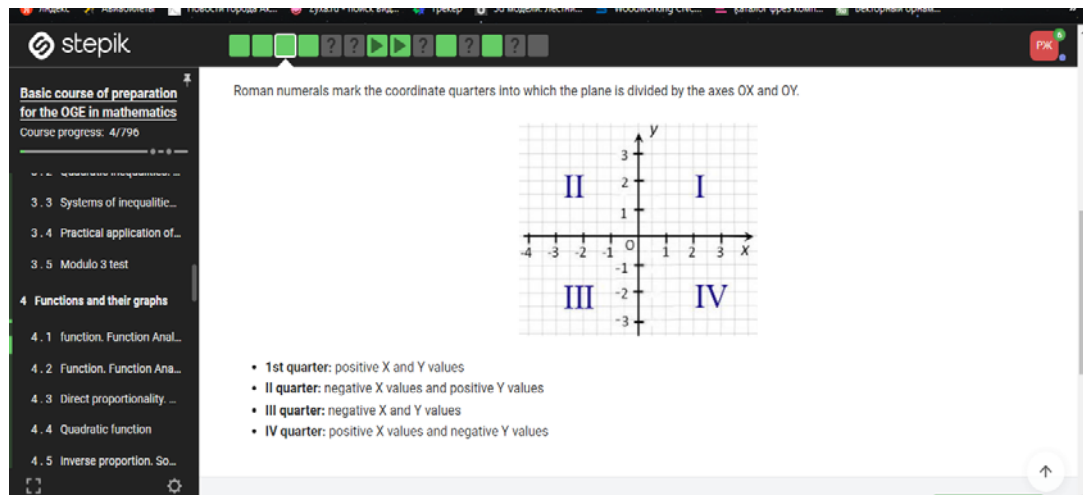 stepik
? ? ? ? ?
РЖ
6
Basic course of preparation
for the OGE in mathematics
Course progress: 4/796
3.3 Systems of inequalitie...
3.4 Practical application of...
3.5 Modulo 3 test
4 Functions and their graphs
4.1 function. Function Anal...
4.2 Function. Function Ana...
4.3 Direct proportionality. ...
4.4 Quadratic function
4.5 Inverse proportion. So...
Roman numerals mark the coordinate quarters into which the plane is divided by the axes OX and OY.
y
3
II 2 I
1
-4 -3 -2 -1 O 1 2 3 x
-1
III -2 IV
-3
• 1st quarter: positive X and Y values
• II quarter: negative X values and positive Y values
• III quarter: negative X and Y values
• IV quarter: positive X values and negative Y values